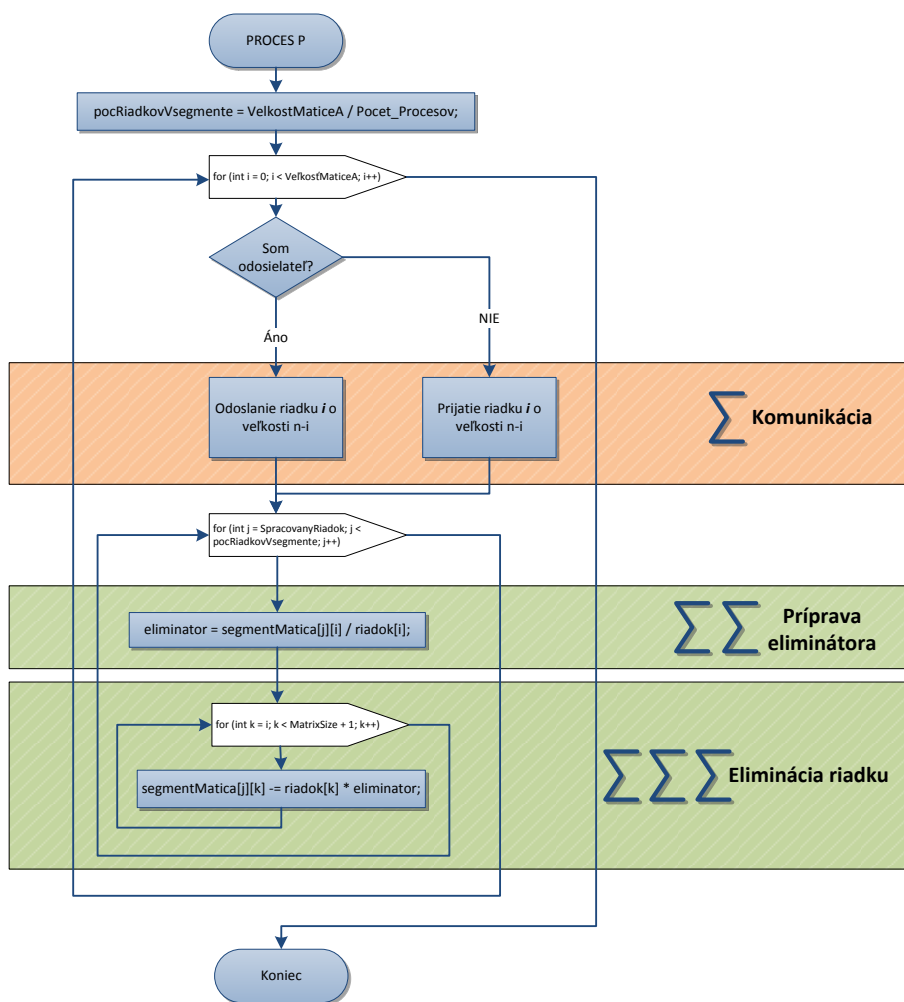 PROCES P
pocRiadkovVsegmente = VelkostMaticeA / Pocet_Procesov;
for (int i = 0; i < VeľkosťMaticeA; i++)
Som
odosielateľ?
NIE
Áno
Odoslanie riadku i o
veľkosti n-i
Prijatie riadku i o
veľkosti n-i
∑ Komunikácia
for (int j = SpracovanyRiadok; j <
pocRiadkovVsegmente; j++)
eliminator = segmentMatica[j][i] / riadok[i];
∑ ∑ Príprava
eliminátora
for (int k = i; k < MatrixSize + 1; k++)
segmentMatica[j][k] -= riadok[k] * eliminator;
∑ ∑ ∑ Eliminácia riadku
Koniec